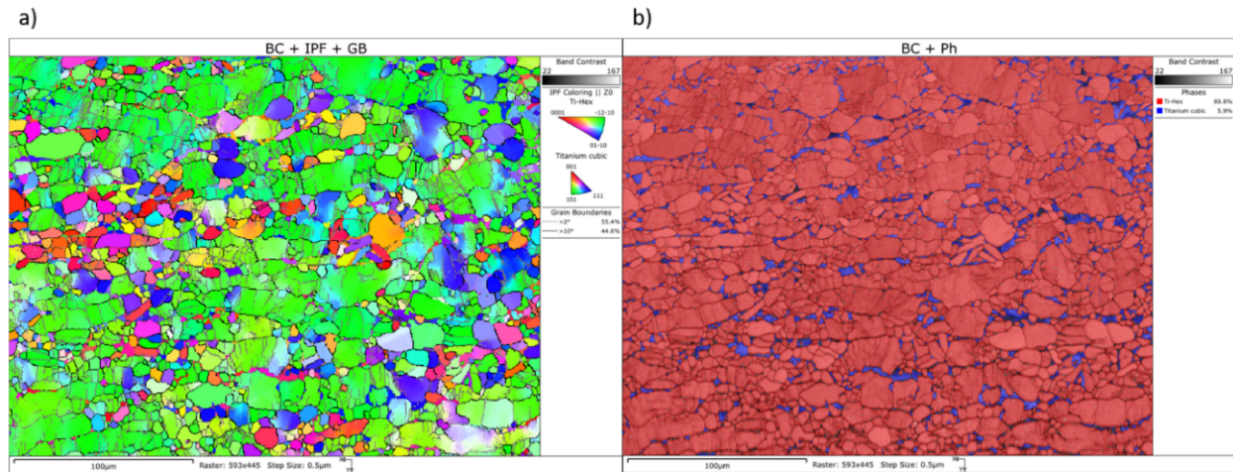 a)
b)
BC + IPF + GB
Band Contrast
22 167
IPF Coloring || Z0
Ti-Hex
0001 -12-10
01-10
Titanium cubic
001
101 111
Grain Boundaries
>2° 55.4%
>10° 44.6%
100µm Raster: 593x445 Step Size: 0.5µm
BC + Ph
Band Contrast
22 167
Phases
Ti-Hex
Titanium cubic 5.9%
100µm Raster: 593x445 Step Size: 0.5µm